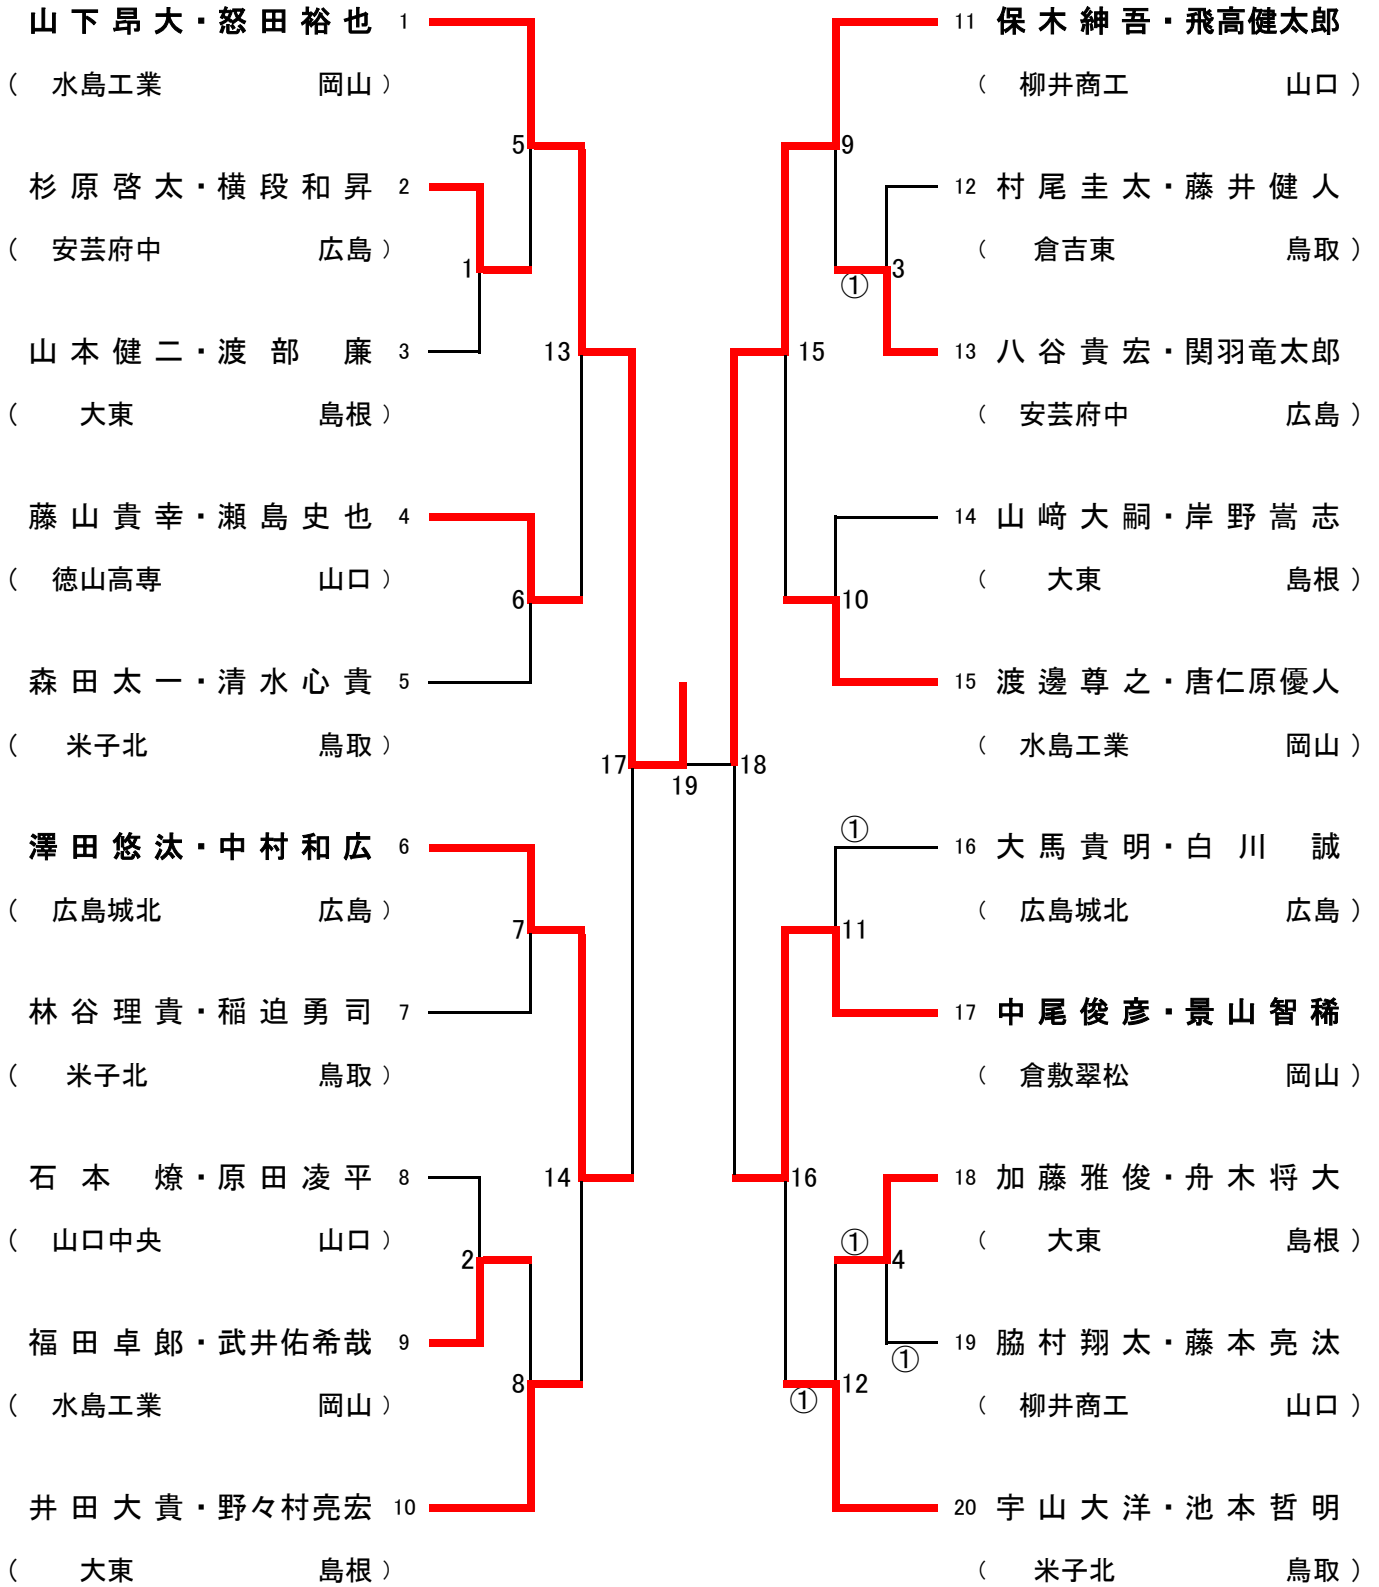 山下昂大・怒田裕也 1
（ 水島工業 岡山 ）
5
杉原啓太・横段和昇 2
（ 安芸府中 広島 ）
1
山本健二・渡部 廉 3
13
（ 大東 島根 ）
藤山貴幸・瀬島史也 4
（ 徳山高専 山口 ）
6
森田太一・清水心貴 5
（ 米子北 鳥取 ）
17
19
澤田悠汰・中村和広 6
（ 広島城北 広島 ）
7
林谷理貴・稲迫勇司 7
（ 米子北 鳥取 ）
石本 燎・原田凌平 8
14
（ 山口中央 山口 ）
2
福田卓郎・武井佑希哉 9
8
（ 水島工業 岡山 ）
井田大貴・野々村亮宏 10
（ 大東 島根 ）
11 保木紳吾・飛高健太郎
（ 柳井商工 山口 ）
9
12 村尾圭太・藤井健人
（ 倉吉東 鳥取 ）
3
①
15
13 八谷貴宏・関羽竜太郎
（ 安芸府中 広島 ）
14 山﨑大嗣・岸野嵩志
（ 大東 島根 ）
10
15 渡邊尊之・唐仁原優人
（ 水島工業 岡山 ）
18
①
16 大馬貴明・白川 誠
（ 広島城北 広島 ）
11
17 中尾俊彦・景山智稀
（ 倉敷翠松 岡山 ）
16
18 加藤雅俊・舟木将大
（ 大東 島根 ）
①
4
19 脇村翔太・藤本亮汰
①
12
①
（ 柳井商工 山口 ）
20 宇山大洋・池本哲明
（ 米子北 鳥取 ）